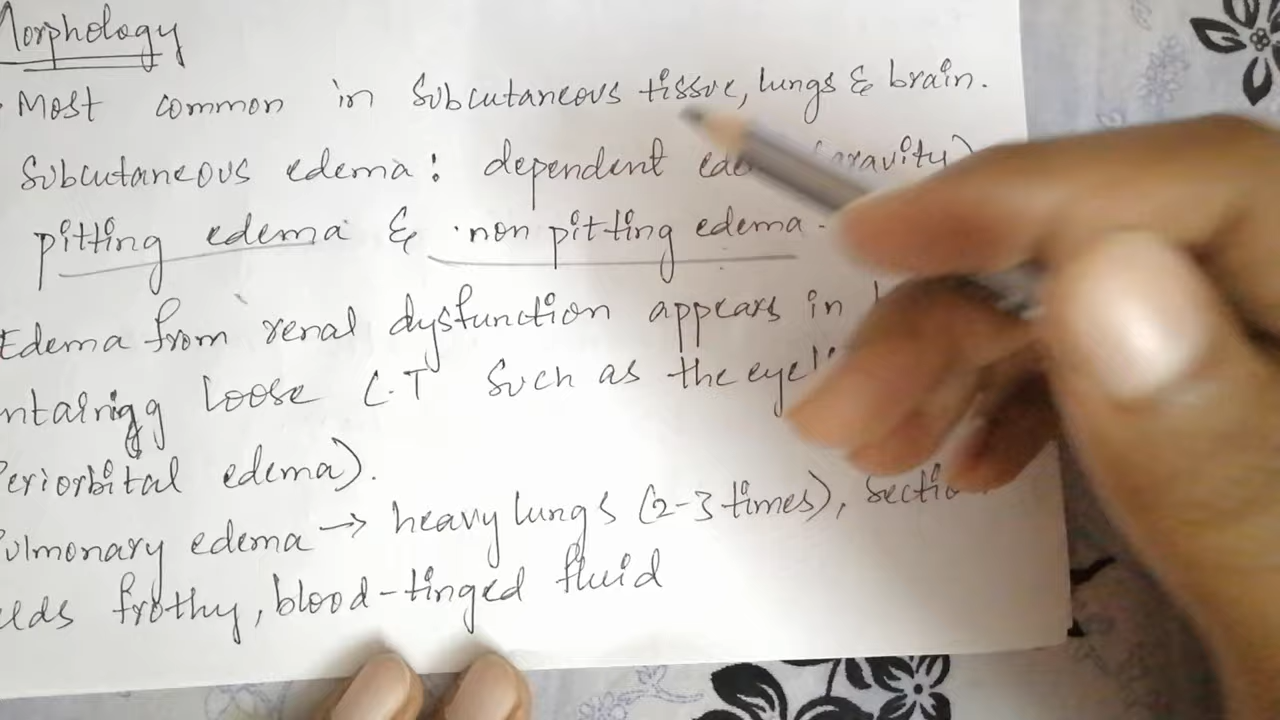 Morphology
Most common in Subcutaneous tissue, lungs & brain.
Subcutaneous edema: dependent (gravity)
pitting edema & non pitting edema.
Edema from renal dysfunction appears in
loose C.T such as the
Periorbital edema).
Pulmonary edema → heavy lungs (2-3 times),
frothy, blood-tinged fluid